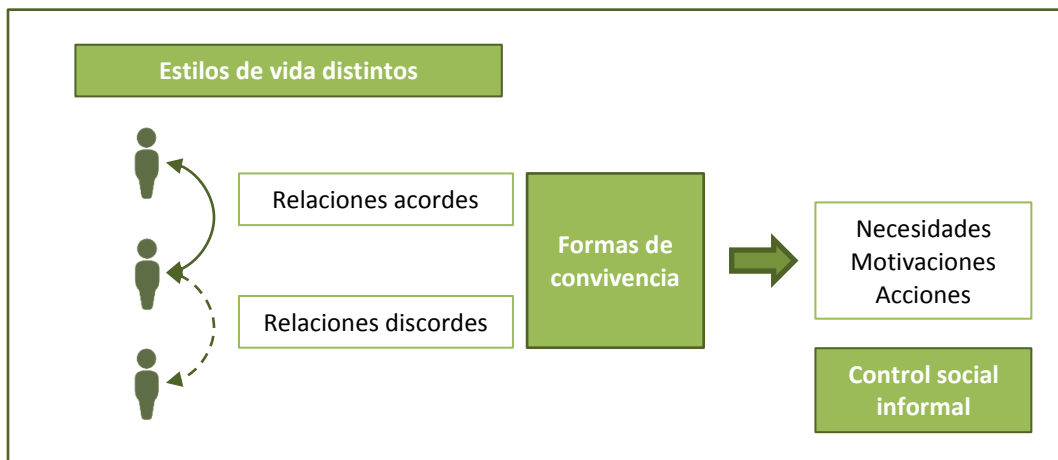 Estilos de vida distintos
Relaciones acordes
Relaciones discordes
Formas de
convivencia
Necesidades
Motivaciones
Acciones
Control social
informal